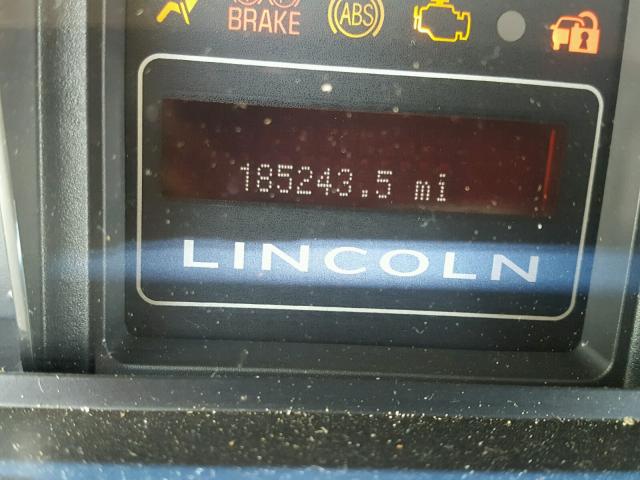 BRAKE
ABS
185243.5 mi
LINCOLN